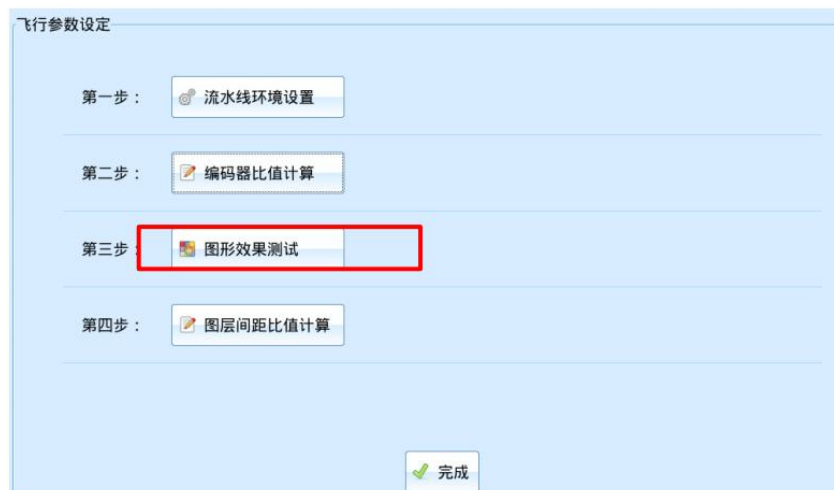 飞行参数设定
第一步： 流水线环境设置
第二步： 编码器比值计算
第三步： 图形效果测试
第四步： 图层间距比值计算
完成